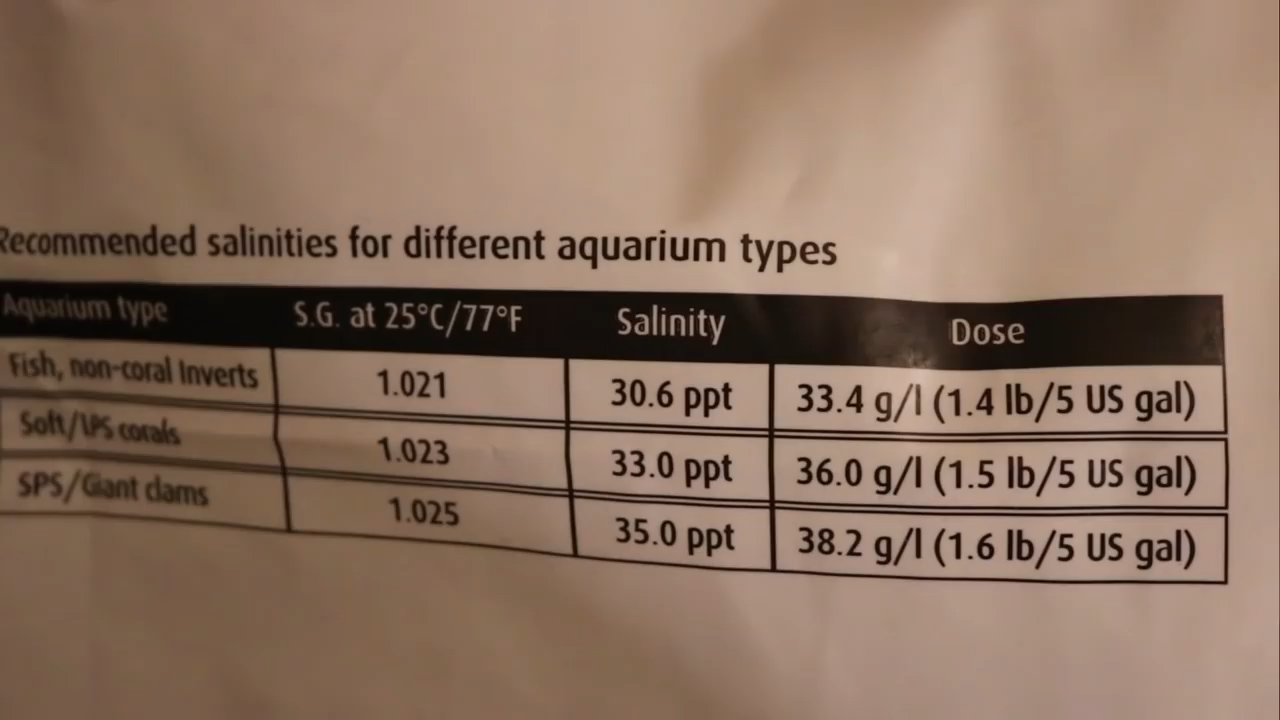 Recommended salinities for different aquarium types
Aquarium type S.G. at 25°C/77°F Salinity Dose
Fish, non-coral Inverts 1.021 30.6 ppt 33.4 g/l (1.4 lb/5 US gal)
Soft/LPS corals 1.023 33.0 ppt 36.0 g/l (1.5 lb/5 US gal)
SPS/Giant clams 1.025 35.0 ppt 38.2 g/l (1.6 lb/5 US gal)